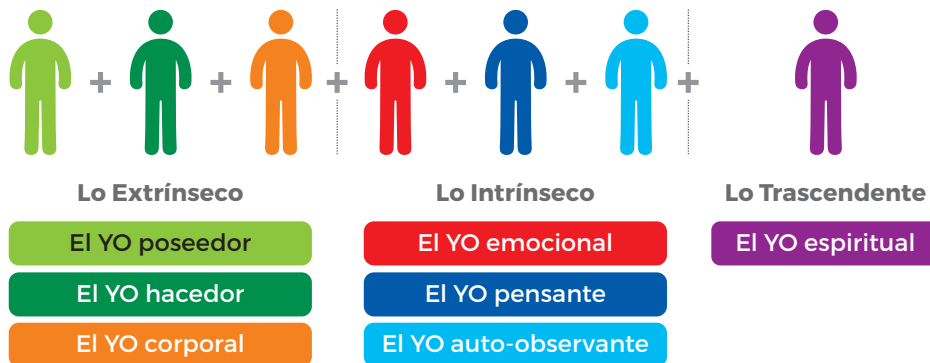 + + + + + +
Lo Extrínseco
El YO poseedor
El YO hacedor
El YO corporal
Lo Intrínseco
El YO emocional
El YO pensante
El YO auto-observante
Lo Trascendente
El YO espiritual